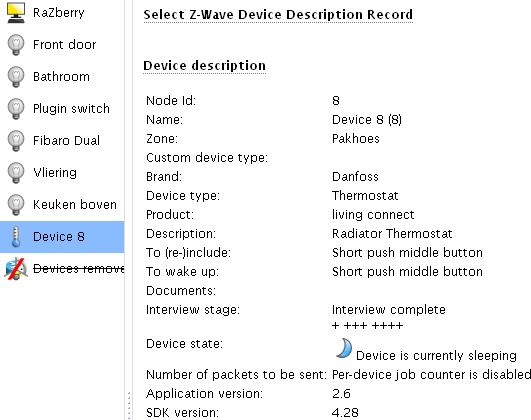 RaZberry
Front door
Bathroom
Plugin switch
Fibaro Dual
Vliering
Keuken boven
Device 8
Devices remove
Select Z-Wave Device Description Record
Device description
Node Id: 8
Name: Device 8 (8)
Zone: Pakhoes
Custom device type:
Brand: Danfoss
Device type: Thermostat
Product: living connect
Description: Radiator Thermostat
To (re-)include: Short push middle button
To wake up: Short push middle button
Documents:
Interview stage: Interview complete
+ +++ ++++
Device state: Device is currently sleeping
Number of packets to be sent: Per-device job counter is disabled
Application version: 2.6
SDK version: 4.28